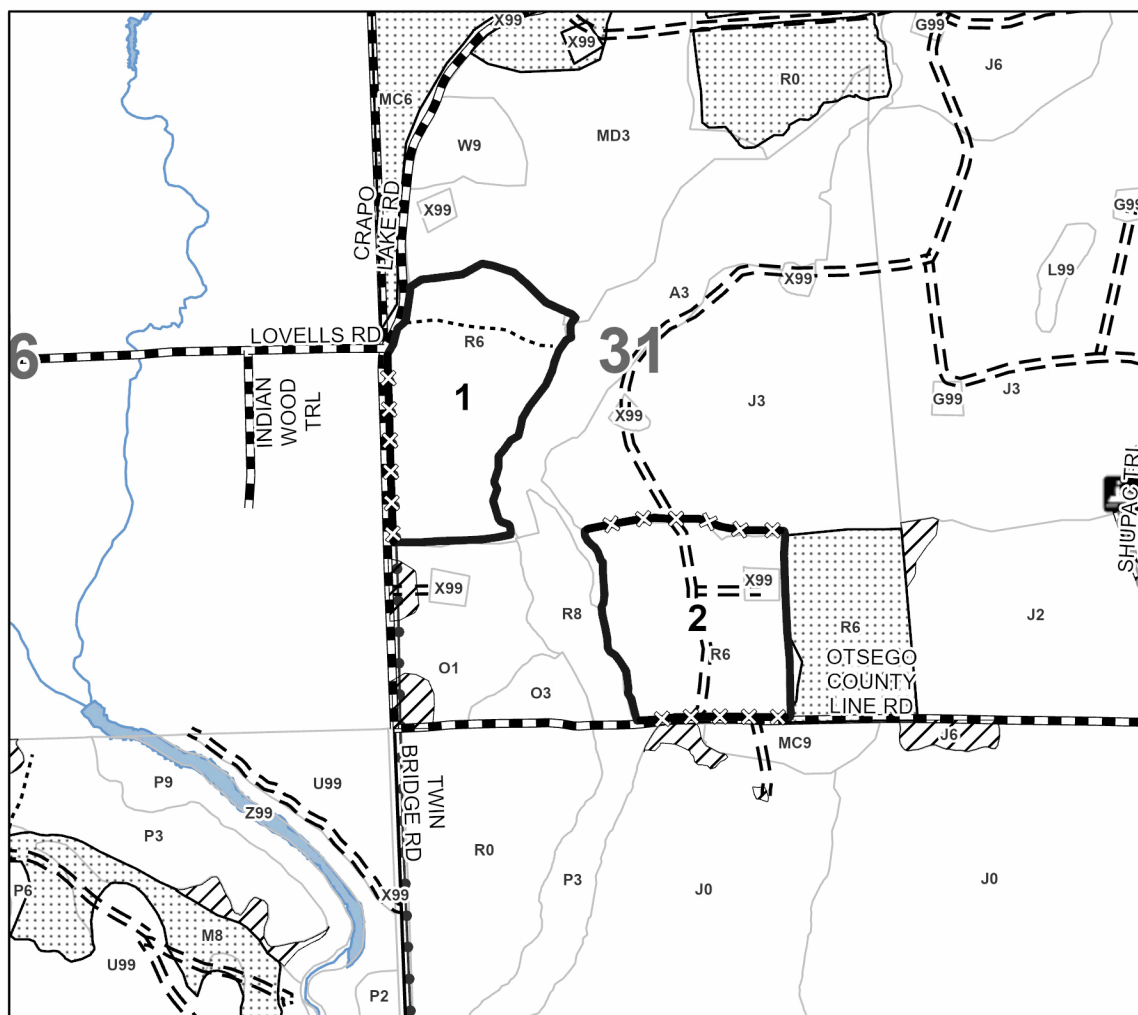 X99
G99
X99
J6
R0
MC6
MD3
W9
CRAPO
LAKE RD
X99
G99
L99
X99
A3
LOVELLS RD
R6
6
31
INDIAN
WOOD
TRL
1
J3
J3
G99
X99
SHUPAC TRL
X99
X99
R8
2
R6
J2
R6
O1
O3
OTSEGO
COUNTY
LINE RD
MC9
J6
TWIN
BRIDGE RD
P9
U99
Z99
P3
R0
P3
J0
J0
X99
P6
M8
U99
P2